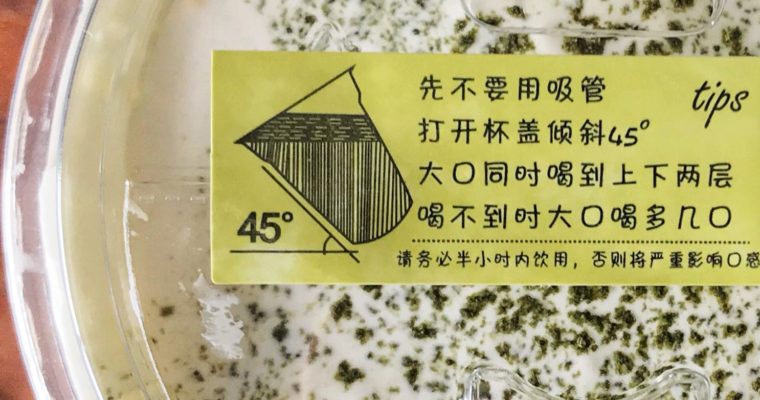 先不要用吸管
tips
打开杯盖倾斜45°
大口同时喝到上下两层
喝不到时大口喝多几口
45°
请务必半小时内饮用，否则将严重影响口感